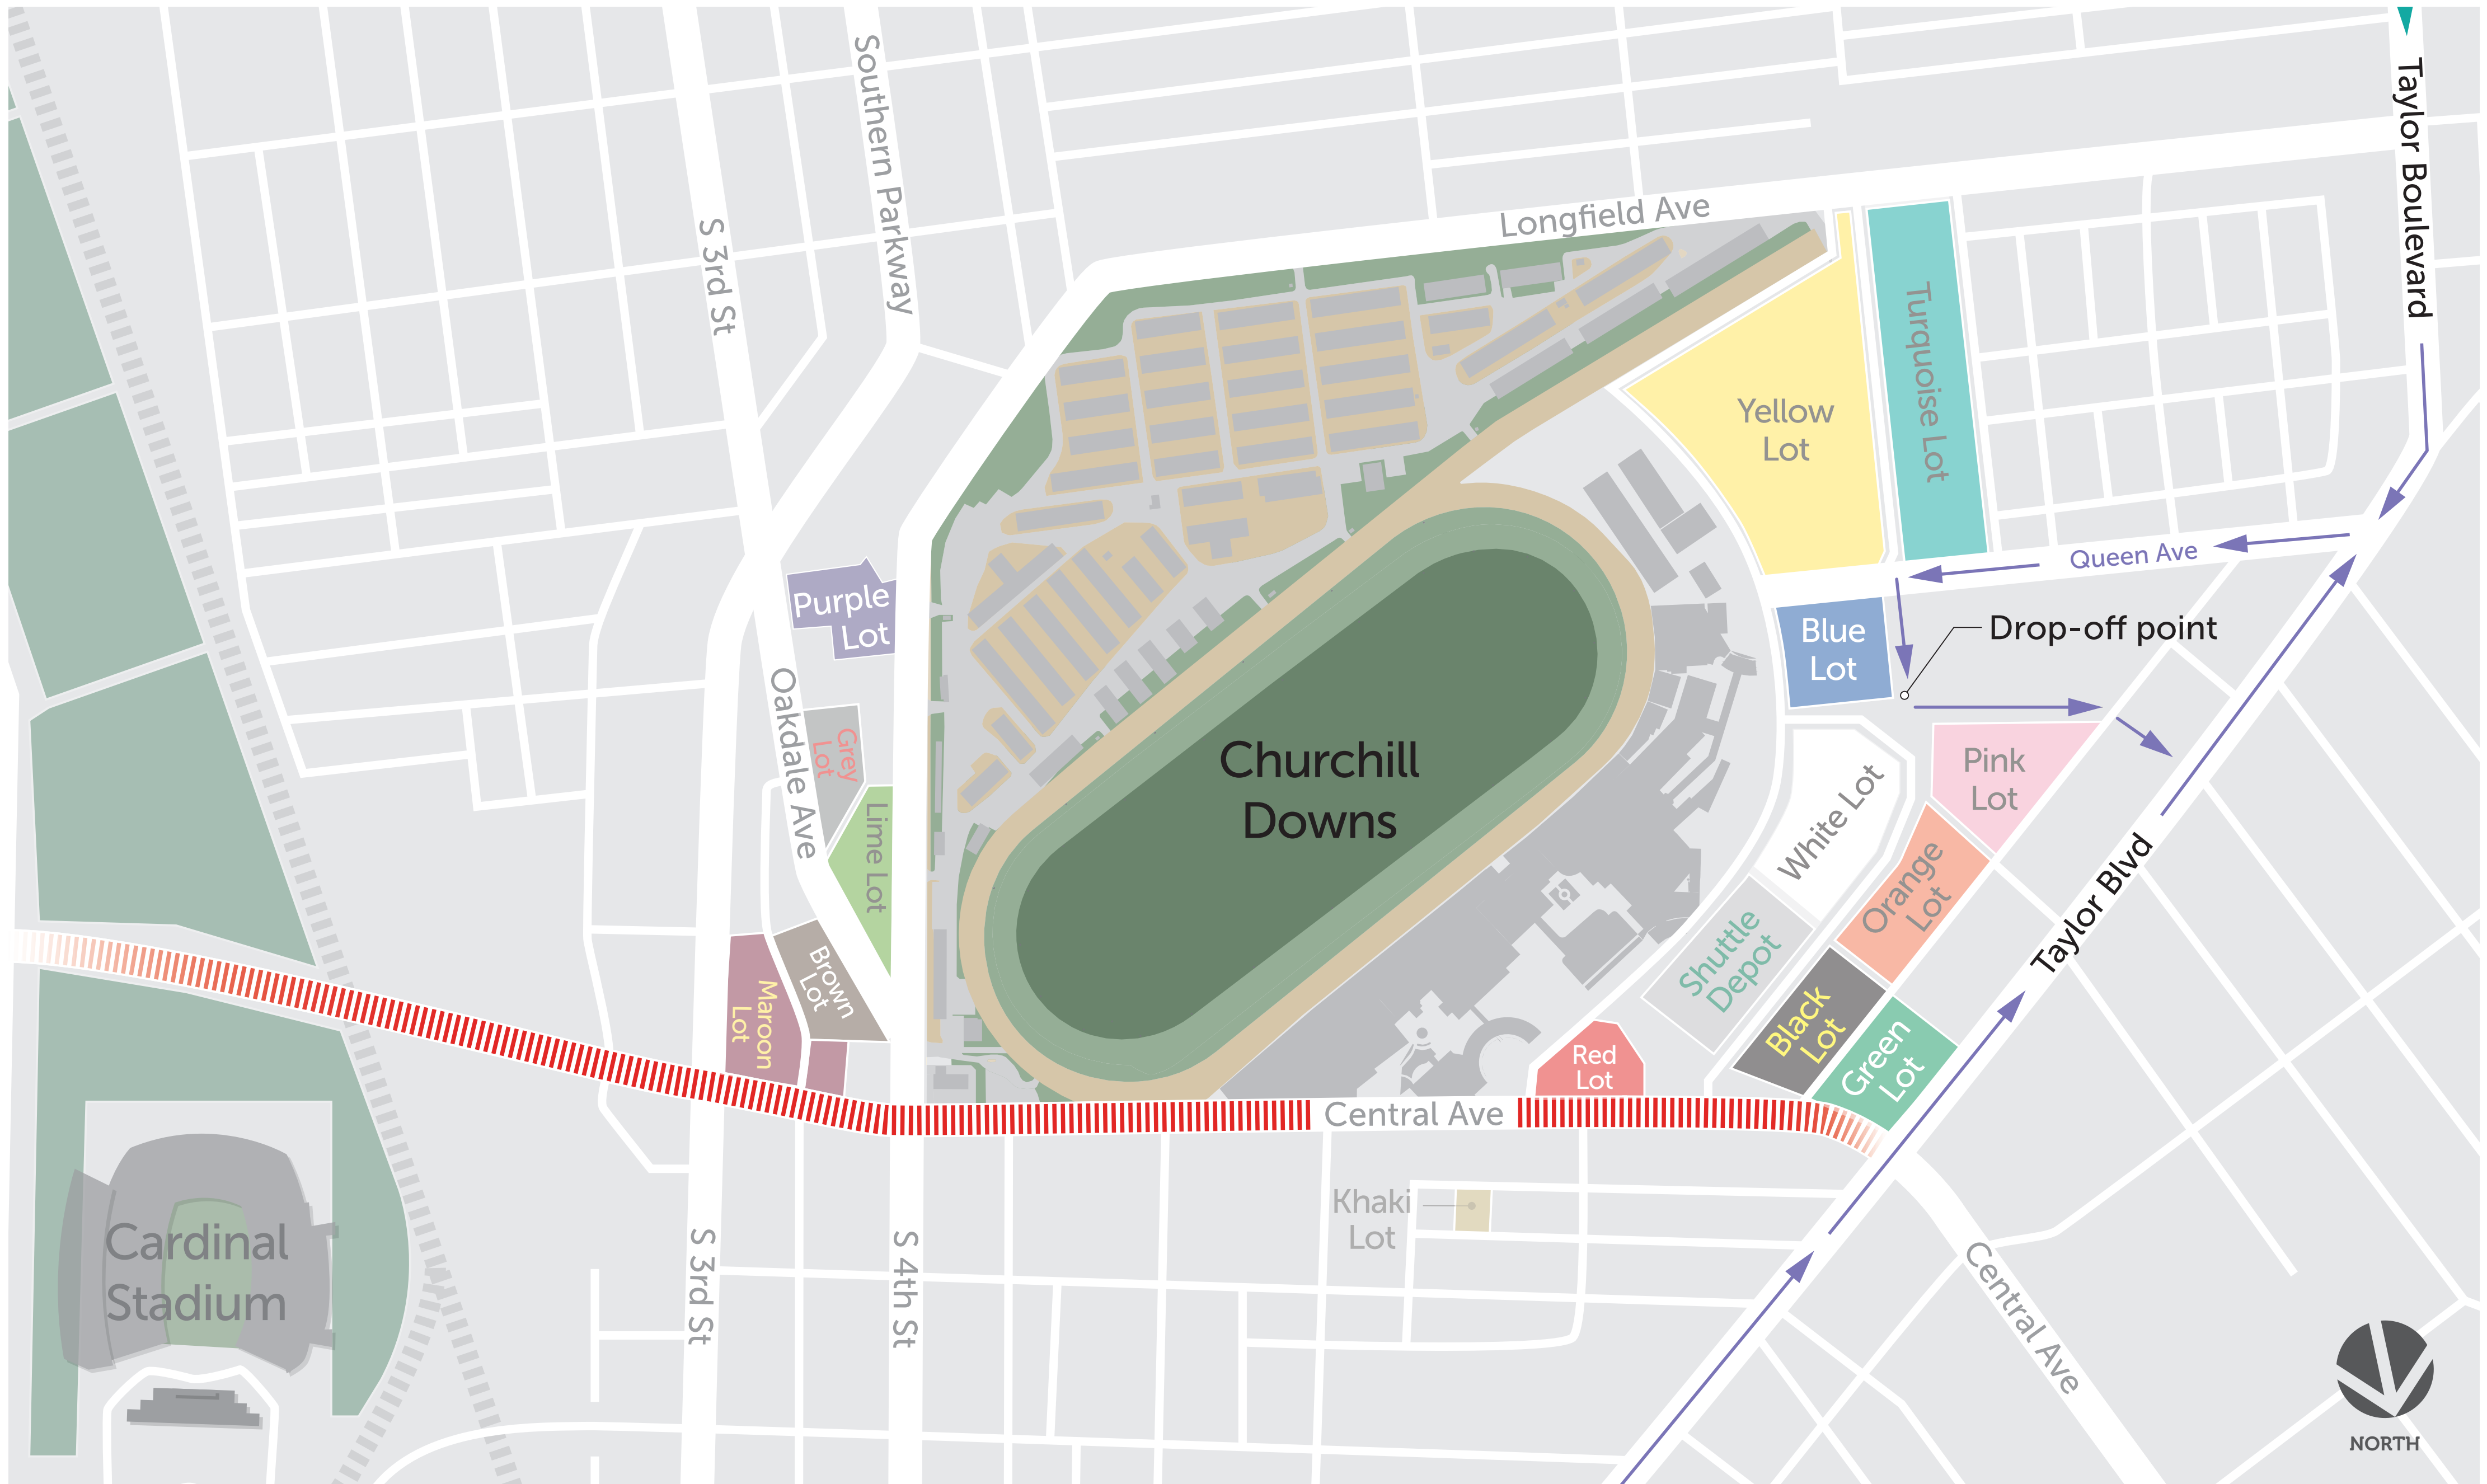 Southern Parkway
Taylor Boulevard
S 3rd St
Longfield Ave
Turquoise Lot
Yellow
Lot
Queen Ave
Purple
Lot
Blue
Lot
Drop-off point
Oakdale Ave
Grey
Lot
Churchill
Downs
Pink
Lot
White Lot
Lime Lot
Orange
Lot
Taylor Blvd
Shuttle
Depot
Brown
Lot
Maroon
Lot
Black
Lot
Green
Lot
Red
Lot
Central Ave
Khaki
Lot
Cardinal
Stadium
S 3rd St
S 4th St
Central Ave
NORTH